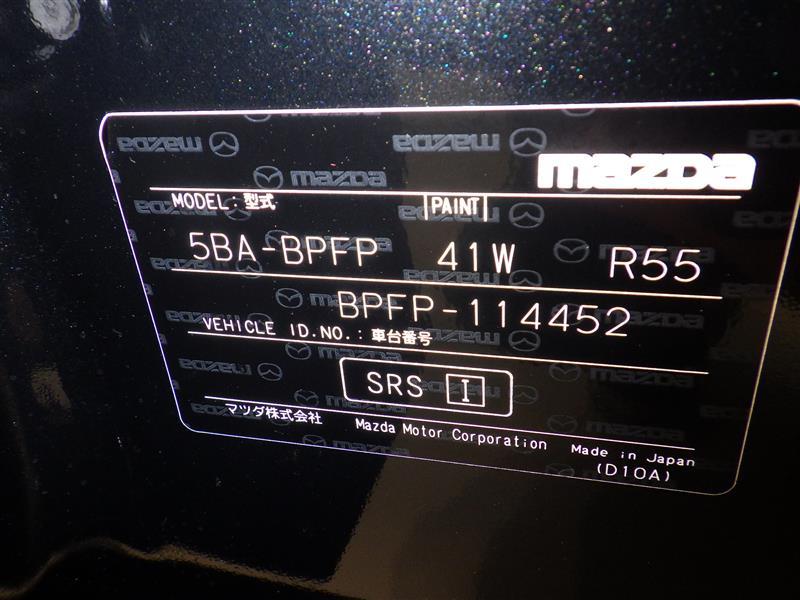 mazda
MODEL:型式 PAINT
5BA-BPFP 41W R55
BPFP-114452
VEHICLE ID.NO.:車台番号
SRS I
マツダ株式会社 Mazda Motor Corporation Made in Japan
(D10A)